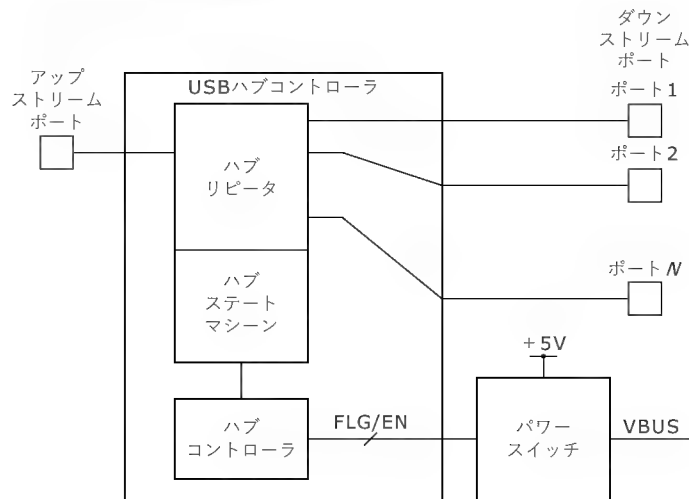 ダウン
ストリーム
ポート
アップ
ストリーム
ポート
USBハブコントローラ
ポート1
ハブ
リピータ
ポート2
ポートN
ハブ
ステート
マシーン
+5V
ハブ
コントローラ
FLG/EN
パワー
スイッチ
VBUS